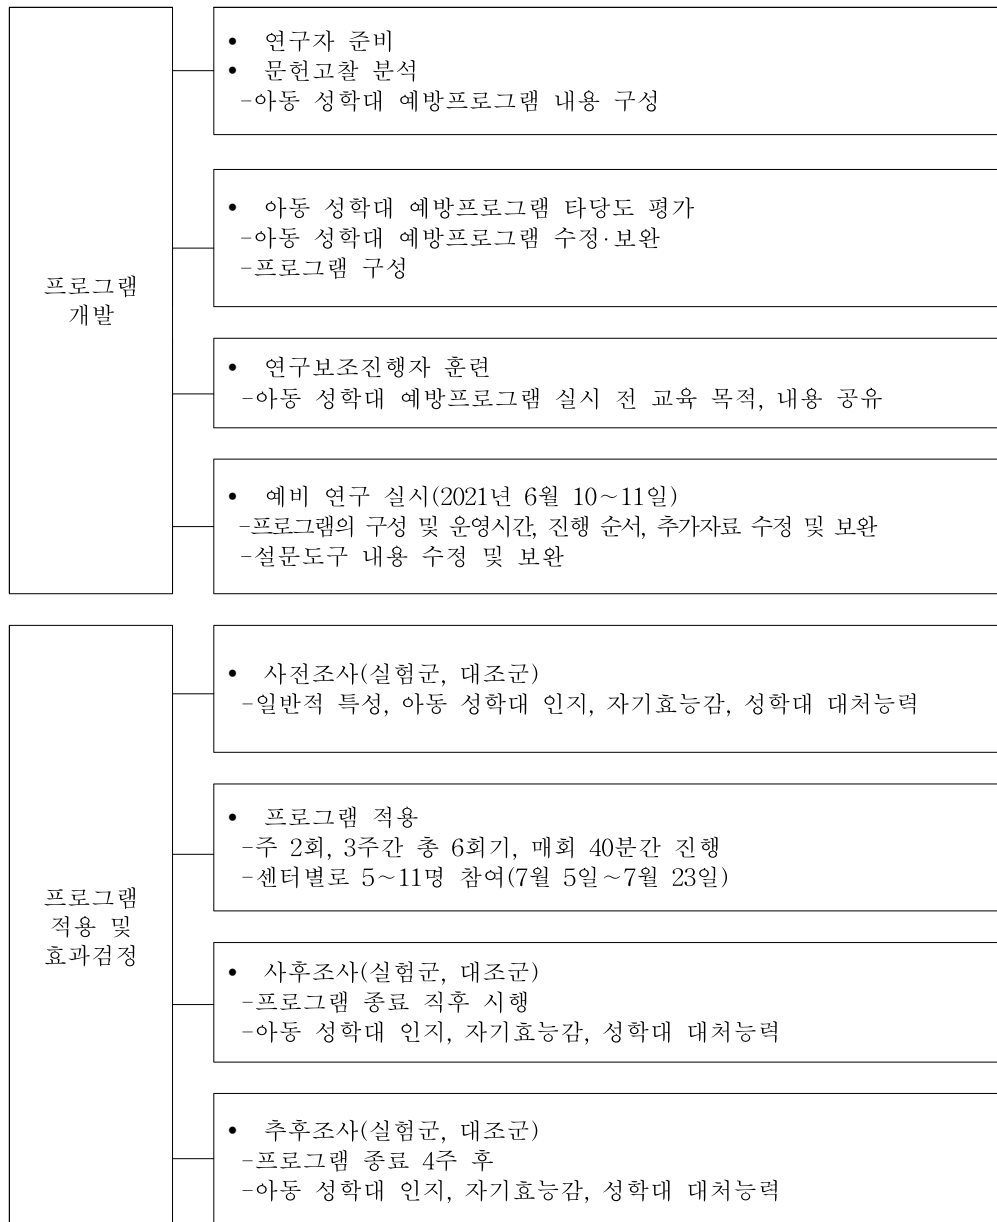 프로그램
개발
• 연구자 준비
• 문헌고찰 분석
-아동 성학대 예방프로그램 내용 구성
• 아동 성학대 예방프로그램 타당도 평가
-아동 성학대 예방프로그램 수정·보완
-프로그램 구성
• 연구보조진행자 훈련
-아동 성학대 예방프로그램 실시 전 교육 목적, 내용 공유
• 예비 연구 실시(2021년 6월 10～11일)
-프로그램의 구성 및 운영시간, 진행 순서, 추가자료 수정 및 보완
-설문도구 내용 수정 및 보완
프로그램
적용 및
효과검정
• 사전조사(실험군, 대조군)
-일반적 특성, 아동 성학대 인지, 자기효능감, 성학대 대처능력
• 프로그램 적용
-주 2회, 3주간 총 6회기, 매회 40분간 진행
-센터별로 5～11명 참여(7월 5일～7월 23일)
• 사후조사(실험군, 대조군)
-프로그램 종료 직후 시행
-아동 성학대 인지, 자기효능감, 성학대 대처능력
• 추후조사(실험군, 대조군)
-프로그램 종료 4주 후
-아동 성학대 인지, 자기효능감, 성학대 대처능력